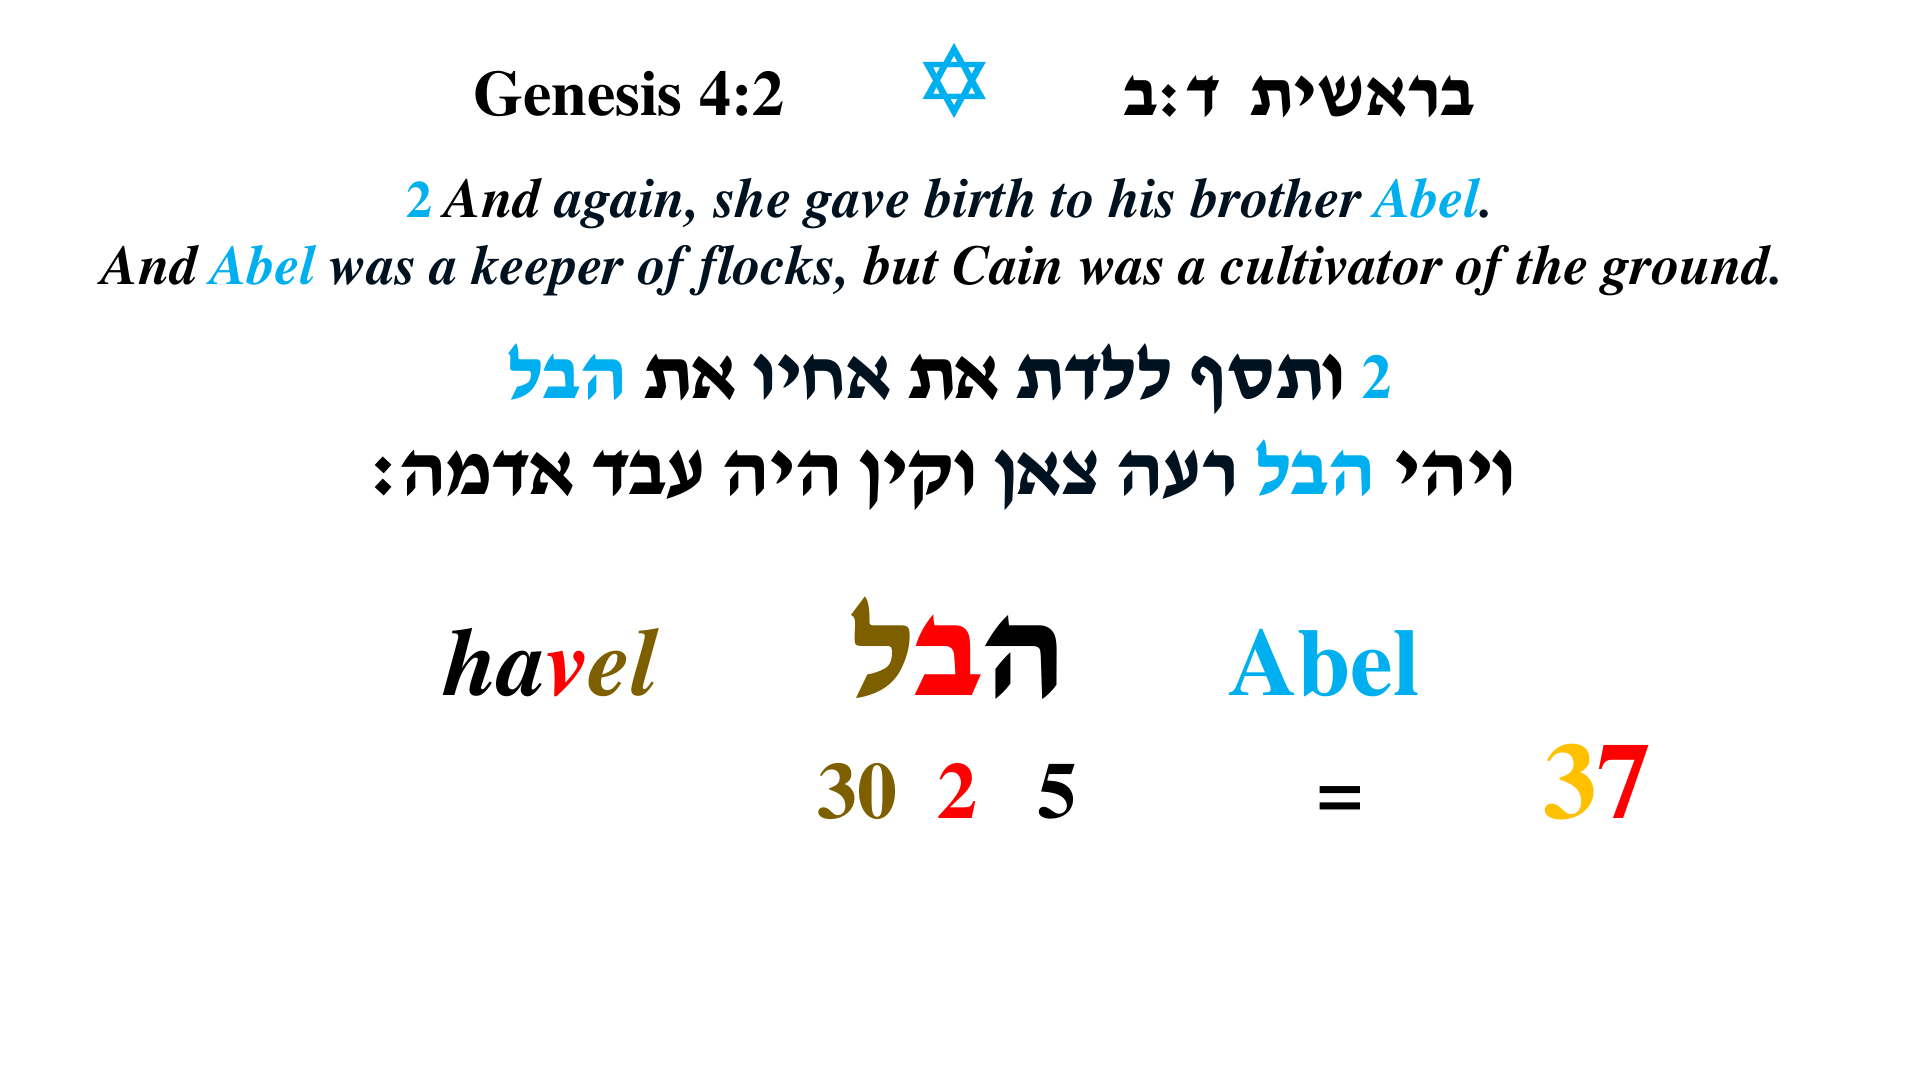 Genesis 4:2 ✡ בראשית ד:ב
2 And again, she gave birth to his brother Abel.
And Abel was a keeper of flocks, but Cain was a cultivator of the ground.
2 ותסף ללדת את אחיו את הבל
ויהי הבל רעה צאן וקין היה עבד אדמה:
havel הבל Abel
30 2 5 = 37